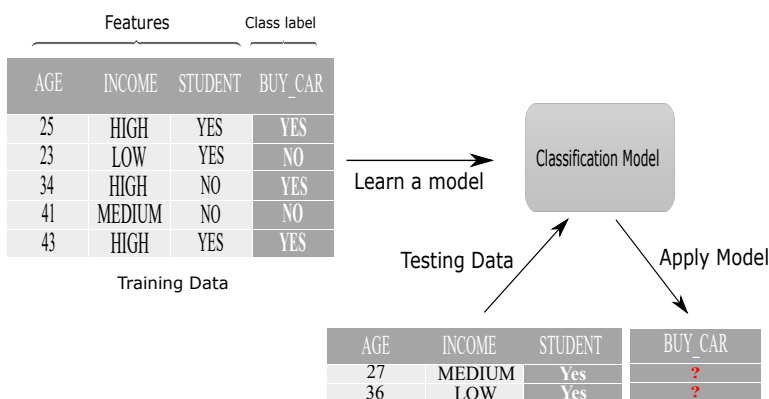 Features Class label
AGE INCOME STUDENT BUY_CAR
25 HIGH YES YES
23 LOW YES NO
34 HIGH NO YES
41 MEDIUM NO NO
43 HIGH YES YES
Training Data
Learn a model
Classification Model
Testing Data
Apply Model
AGE INCOME STUDENT BUY_CAR
27 MEDIUM Yes ?
36 LOW Yes ?